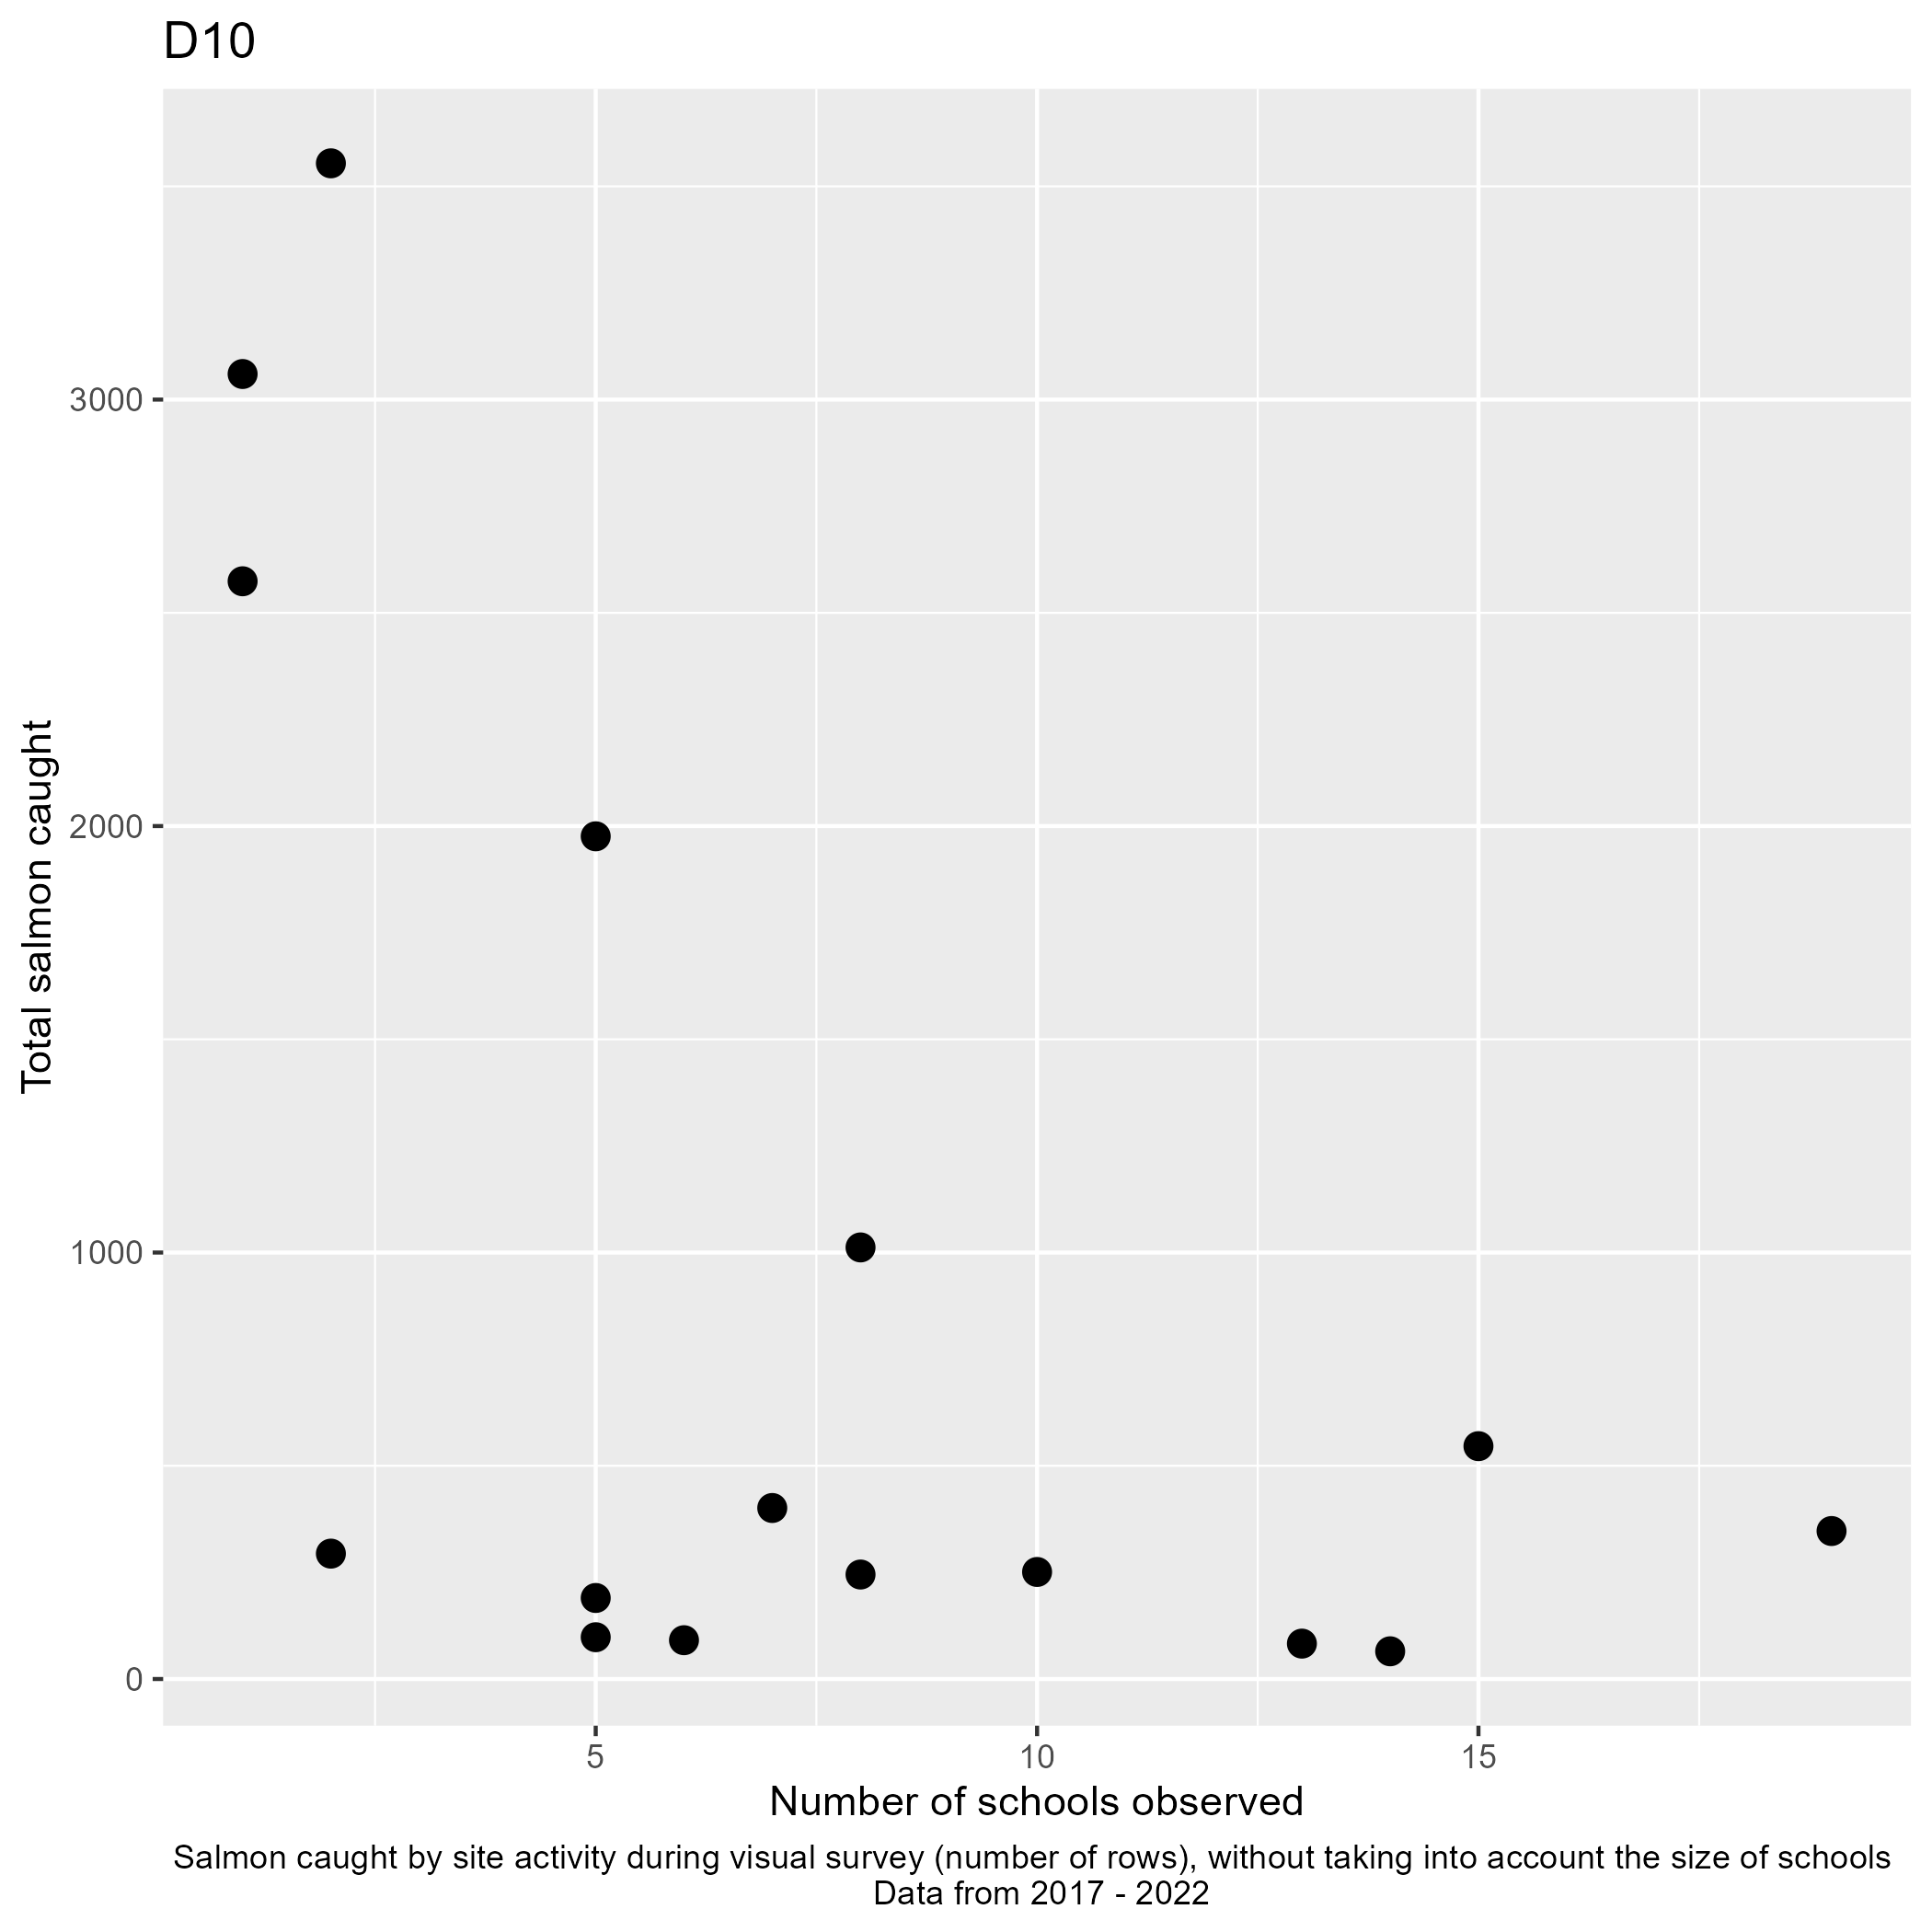 D10
Total salmon caught
3000
2000
1000
0
5 10 15
Number of schools observed
Salmon caught by site activity during visual survey (number of rows), without taking into account the size of schools
Data from 2017 - 2022